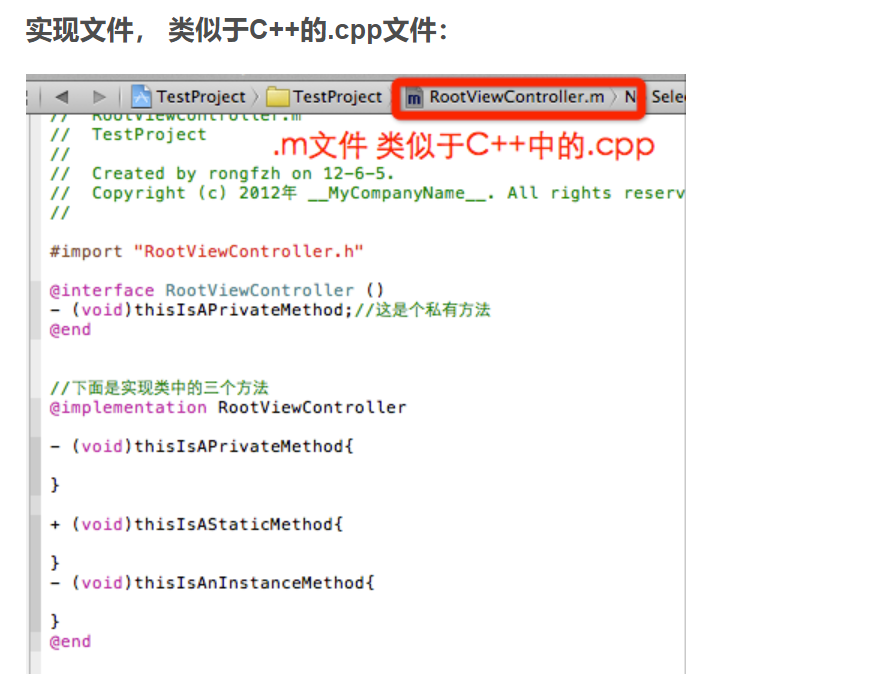 实现文件， 类似于C++的.cpp文件：
TestProject TestProject RootViewController.m N Sele
// RootViewController.m
// TestProject
.m文件 类似于C++中的.cpp
//
// Created by rongfzh on 12-6-5.
// Copyright (c) 2012年 __MyCompanyName__. All rights reserv
//
#import "RootViewController.h"
@interface RootViewController ()
- (void)thisIsAPrivateMethod;//这是个私有方法
@end
//下面是实现类中的三个方法
@implementation RootViewController
- (void)thisIsAPrivateMethod{
}
+ (void)thisIsAStaticMethod{
}
- (void)thisIsAnInstanceMethod{
}
@end